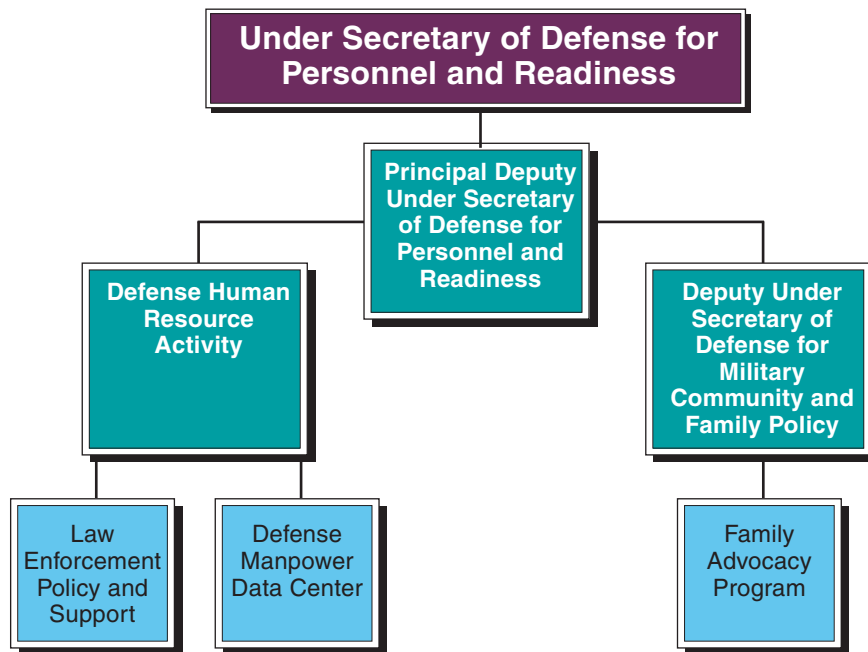 Under Secretary of Defense for
Personnel and Readiness
Principal Deputy
Under Secretary
of Defense for
Personnel and
Readiness
Defense Human
Resource
Activity
Deputy Under
Secretary of
Defense for
Military
Community and
Family Policy
Law
Enforcement
Policy and
Support
Defense
Manpower
Data Center
Family
Advocacy
Program